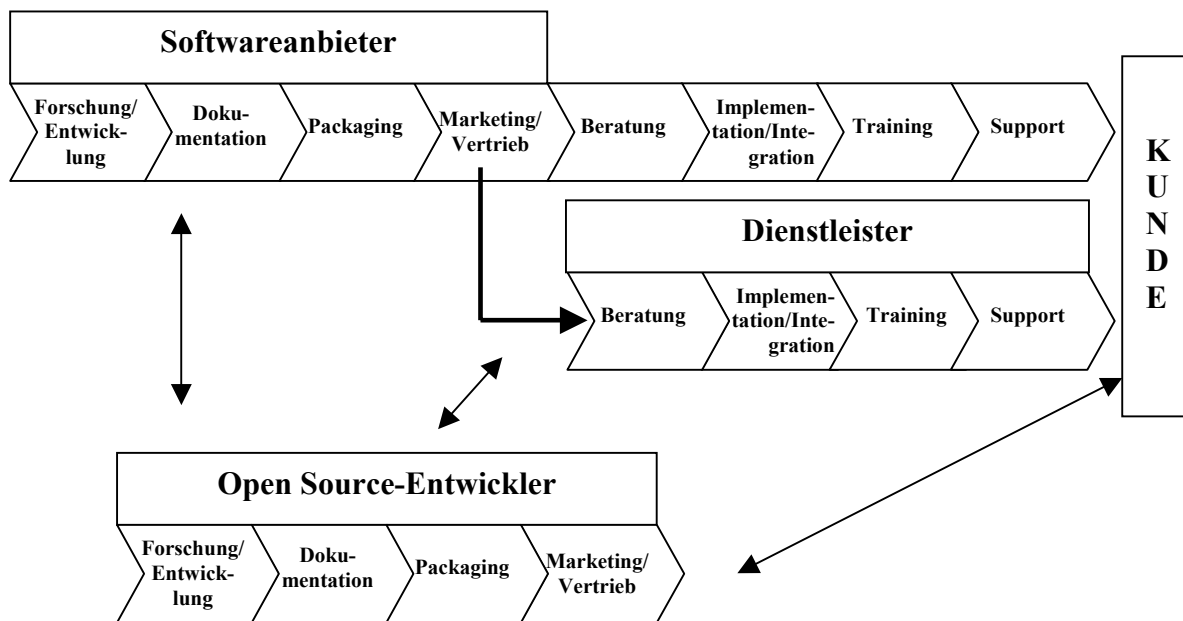 Softwareanbieter
Forschung/
Entwick-
lung
Doku-
mentation
Packaging
Marketing/
Vertrieb
Beratung
Implemen-
tation/Inte-
gration
Training
Support
K
U
N
D
E
Dienstleister
Beratung
Implemen-
tation/Inte-
gration
Training
Support
Open Source-Entwickler
Forschung/
Entwick-
lung
Doku-
mentation
Packaging
Marketing/
Vertrieb